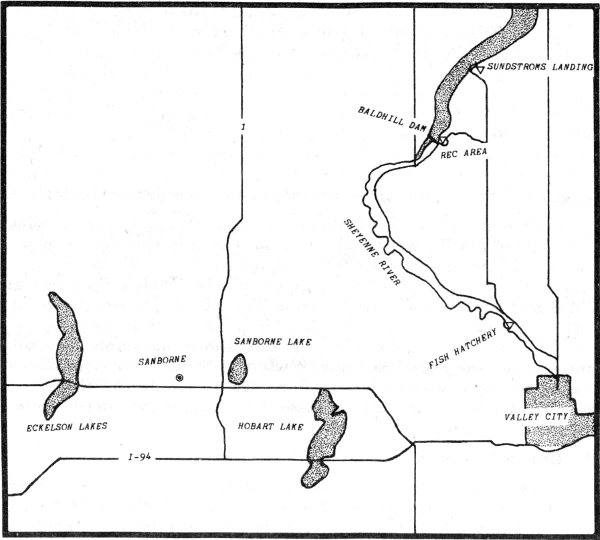 SUNDSTROMS LANDING
BALDHILL DAM
1
REC AREA
SHEYENNE RIVER
SANBORNE LAKE
FISH HATCHERY
SANBORNE
VALLEY CITY
ECKELSON LAKES
HOBART LAKE
I-94